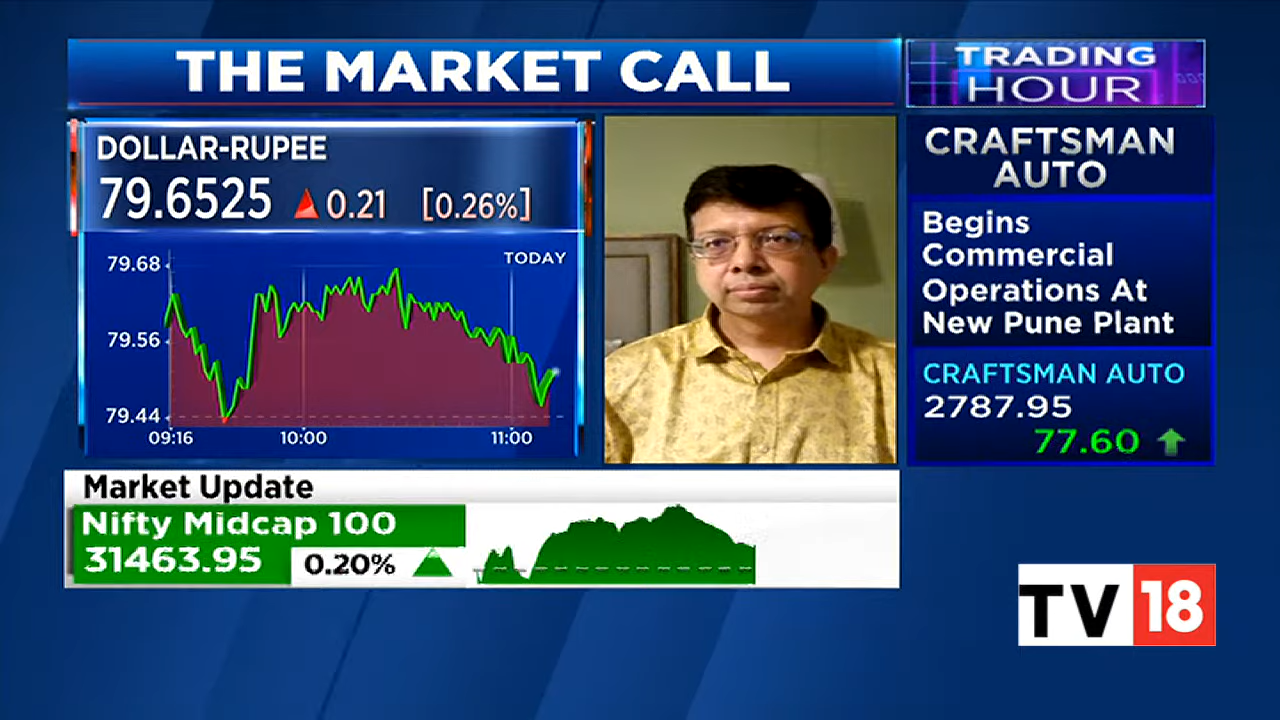 THE MARKET CALL
TRADING
HOUR
DOLLAR-RUPEE
79.6525 ▲ 0.21 [0.26%]
TODAY
79.68
79.56
79.44
09:16 10:00 11:00
CRAFTSMAN
AUTO
Begins
Commercial
Operations At
New Pune Plant
CRAFTSMAN AUTO
2787.95
77.60
Market Update
Nifty Midcap 100
31463.95 0.20%
TV 18